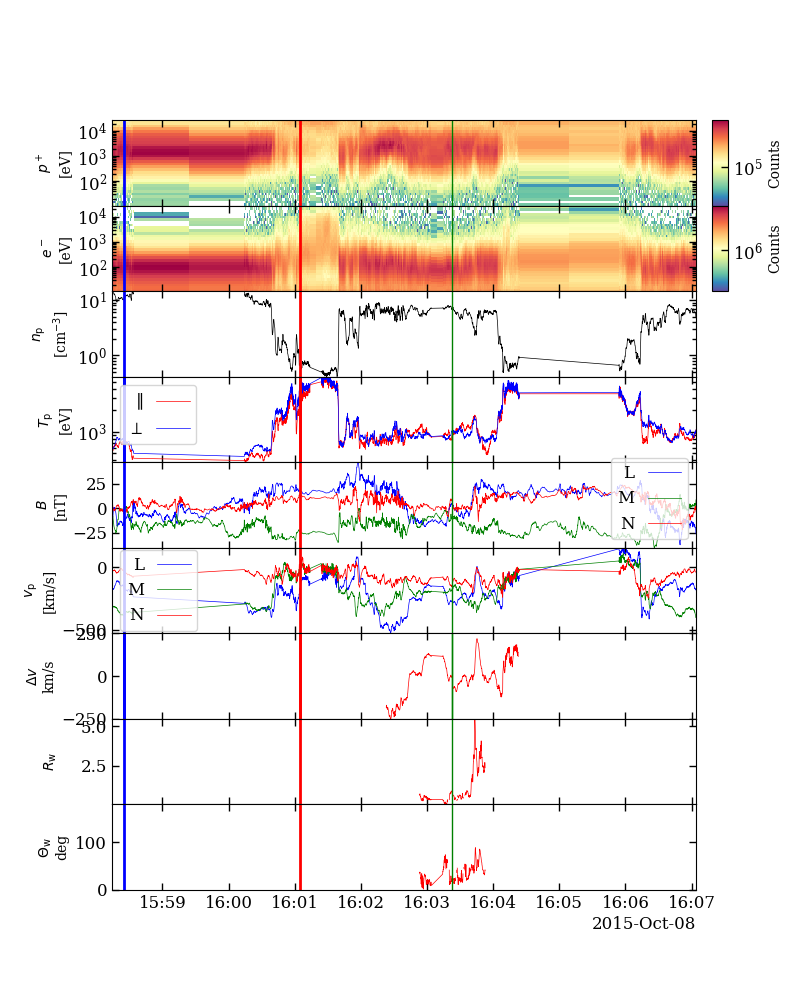 10^4
10^3
10^2
p^+
[eV]
10^5
Counts
10^4
10^3
10^2
e^-
[eV]
10^6
Counts
10^1
10^0
n_p
[cm^{-3}]
10^3
T_p
[eV]
∥
⊥
25
0
−25
B
[nT]
L
M
N
0
−500
v_p
[km/s]
L
M
N
250
0
−250
Δv
km/s
5.0
2.5
R_w
100
0
Θ_w
deg
15:59 16:00 16:01 16:02 16:03 16:04 16:05 16:06 16:07
2015-Oct-08